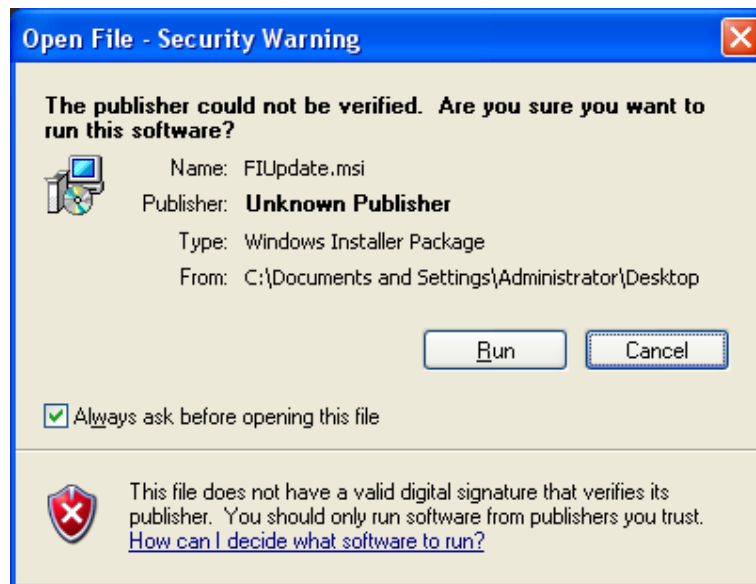 Open File - Security Warning
The publisher could not be verified.  Are you sure you want to
run this software?
Name: FIUpdate.msi
Publisher: Unknown Publisher
Type: Windows Installer Package
From: C:\Documents and Settings\Administrator\Desktop
Run Cancel
Always ask before opening this file
This file does not have a valid digital signature that verifies its
publisher.  You should only run software from publishers you trust.
How can I decide what software to run?